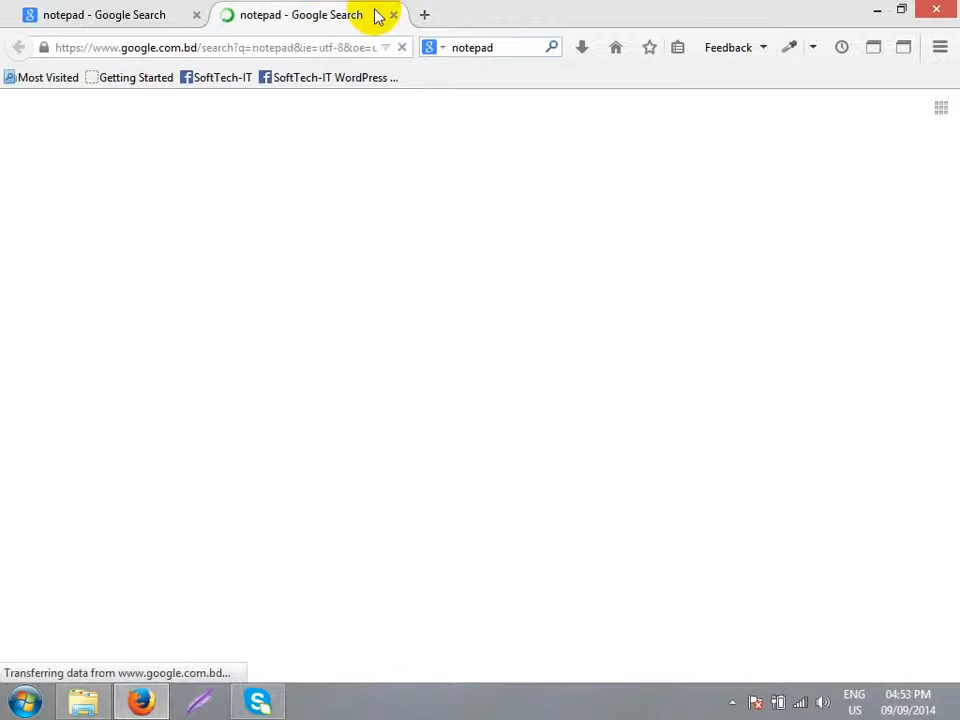 notepad - Google Search
notepad - Google Search
https://www.google.com.bd/search?q=notepad&ie=utf-8&oe=u
notepad
Feedback
Most Visited
Getting Started
SoftTech-IT
SoftTech-IT WordPress ...
Transferring data from www.google.com.bd...
ENG
US
04:53 PM
09/09/2014